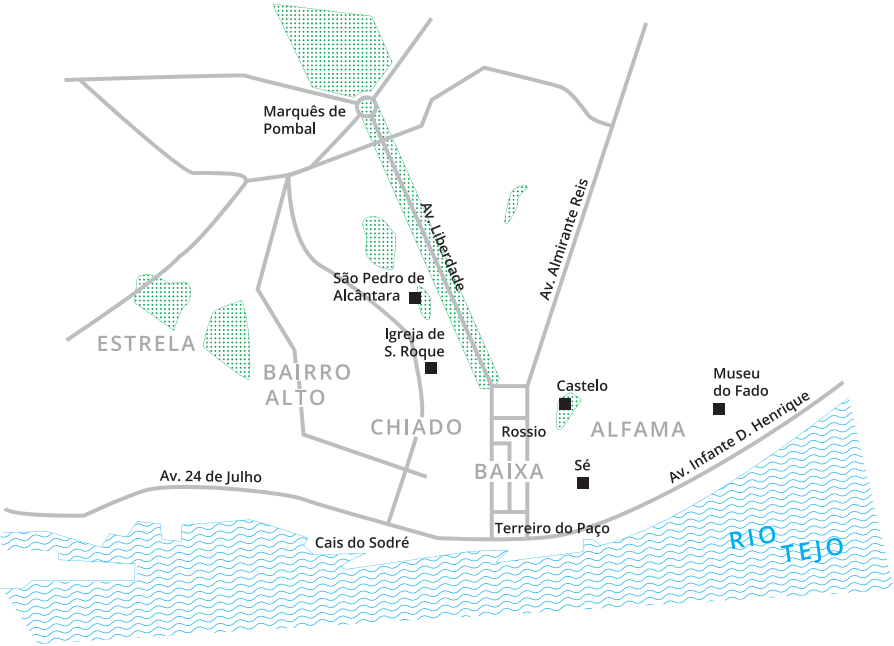 Marquês de
Pombal
Av. Liberdade
Av. Almirante Reis
São Pedro de
Alcântara
Igreja de
S. Roque
ESTRELA
BAIRRO
ALTO
CHIADO
Castelo
Museu
do Fado
Rossio
ALFAMA
BAIXA
Sé
Av. Infante D. Henrique
Av. 24 de Julho
Terreiro do Paço
Cais do Sodré
RIO
TEJO